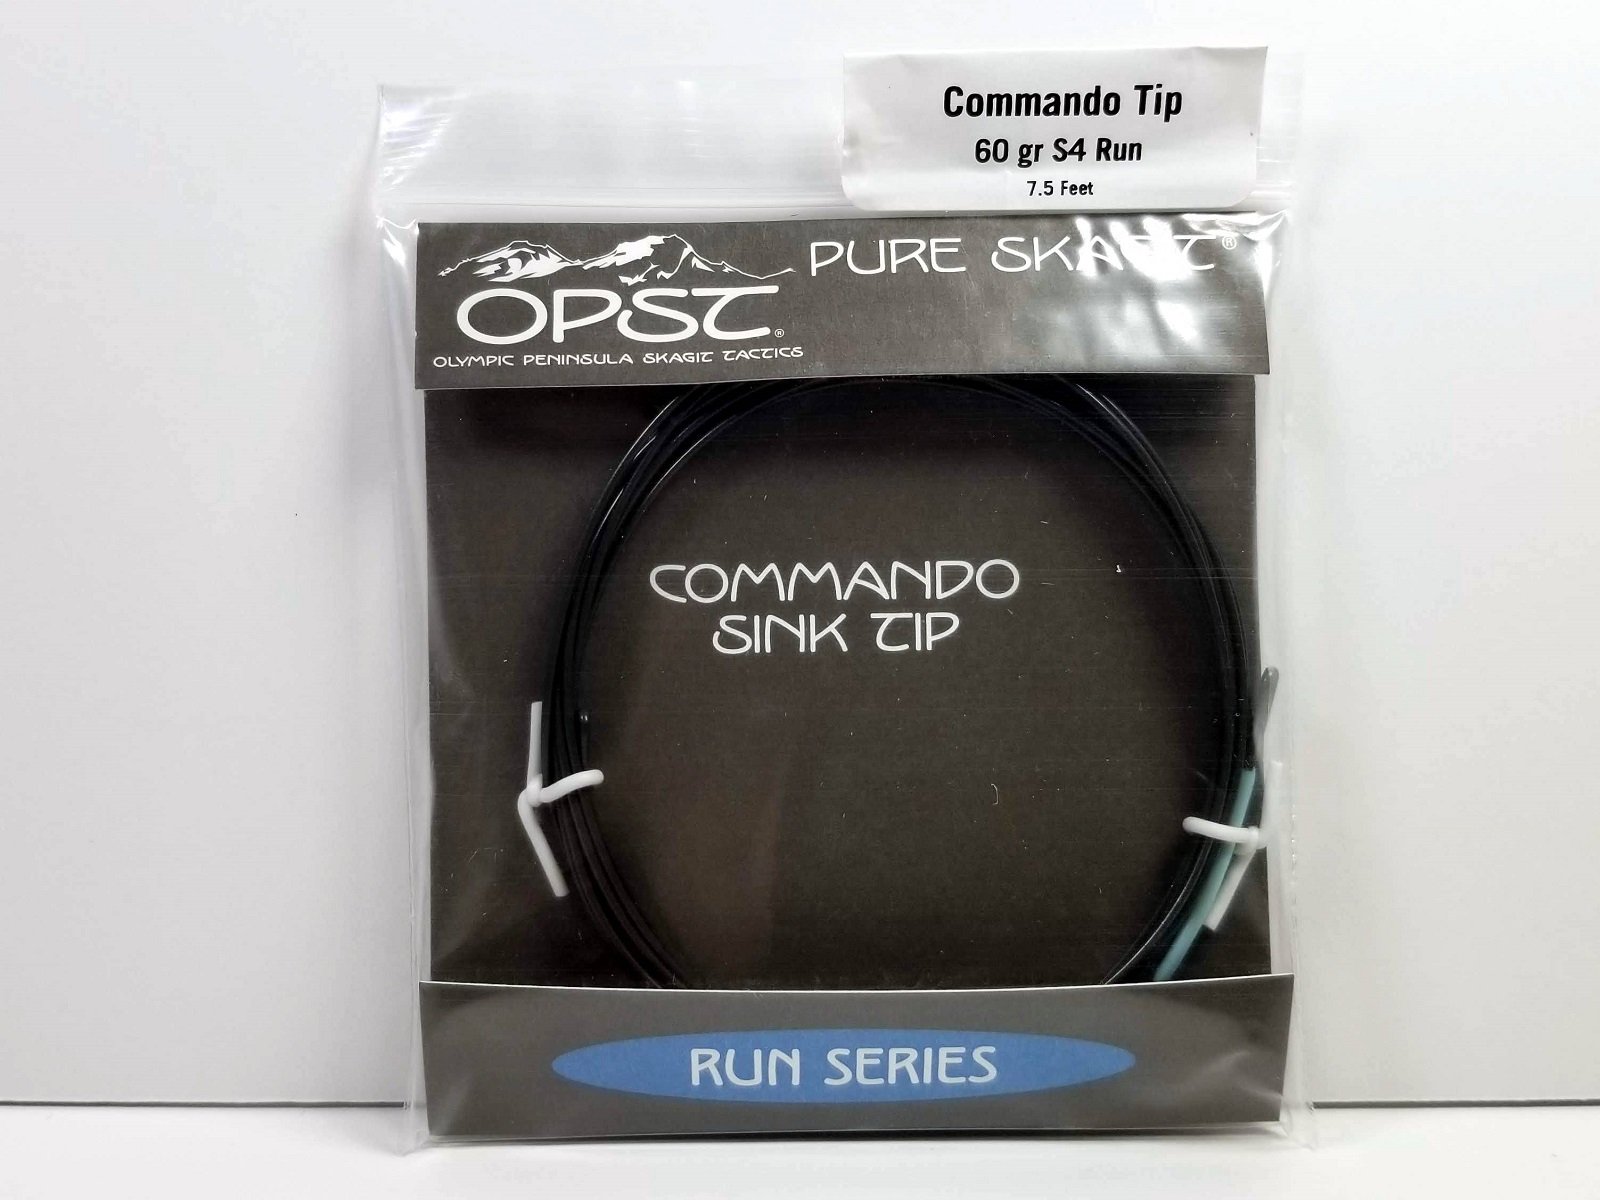 Commando Tip
60 gr S4 Run
7.5 Feet
PURE SKAGIT®
OPST®
OLYMPIC PENINSULA SKAGIT TACTICS
COMMANDO
SINK TIP
RUN SERIES